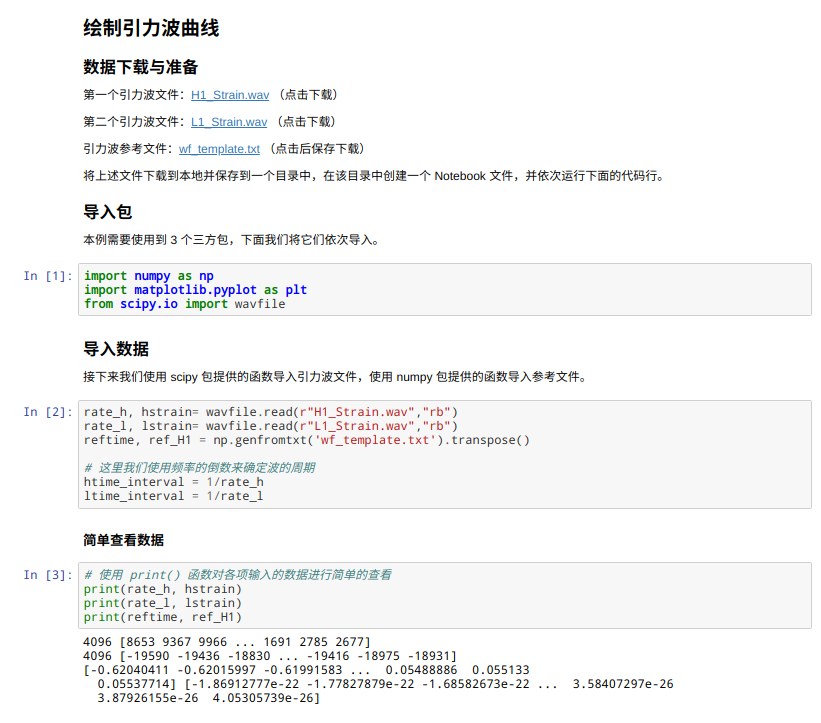 绘制引力波曲线
数据下载与准备
第一个引力波文件：H1_Strain.wav （点击下载）
第二个引力波文件：L1_Strain.wav （点击下载）
引力波参考文件：wf_template.txt （点击后保存下载）
将上述文件下载到本地并保存到一个目录中，在该目录中创建一个 Notebook 文件，并依次运行下面的代码行。
导入包
本例需要使用到 3 个三方包，下面我们将它们依次导入。
In [1]: import numpy as np
import matplotlib.pyplot as plt
from scipy.io import wavfile
导入数据
接下来我们使用 scipy 包提供的函数导入引力波文件，使用 numpy 包提供的函数导入参考文件。
In [2]: rate_h, hstrain= wavfile.read(r"H1_Strain.wav","rb")
rate_l, lstrain= wavfile.read(r"L1_Strain.wav","rb")
reftime, ref_H1 = np.genfromtxt('wf_template.txt').transpose()
# 这里我们使用频率的倒数来确定波的周期
htime_interval = 1/rate_h
ltime_interval = 1/rate_l
简单查看数据
In [3]: # 使用 print() 函数对各项输入的数据进行简单的查看
print(rate_h, hstrain)
print(rate_l, lstrain)
print(reftime, ref_H1)
4096 [8653 9367 9966 ... 1691 2785 2677]
4096 [-19590 -19436 -18830 ... -19416 -18975 -18931]
[-0.62040411 -0.62015997 -0.61991583 ... 0.05488886 0.055133
0.05537714] [-1.86912777e-22 -1.77827879e-22 -1.68582673e-22 ... 3.58407297e-26
3.87926155e-26 4.05305739e-26]